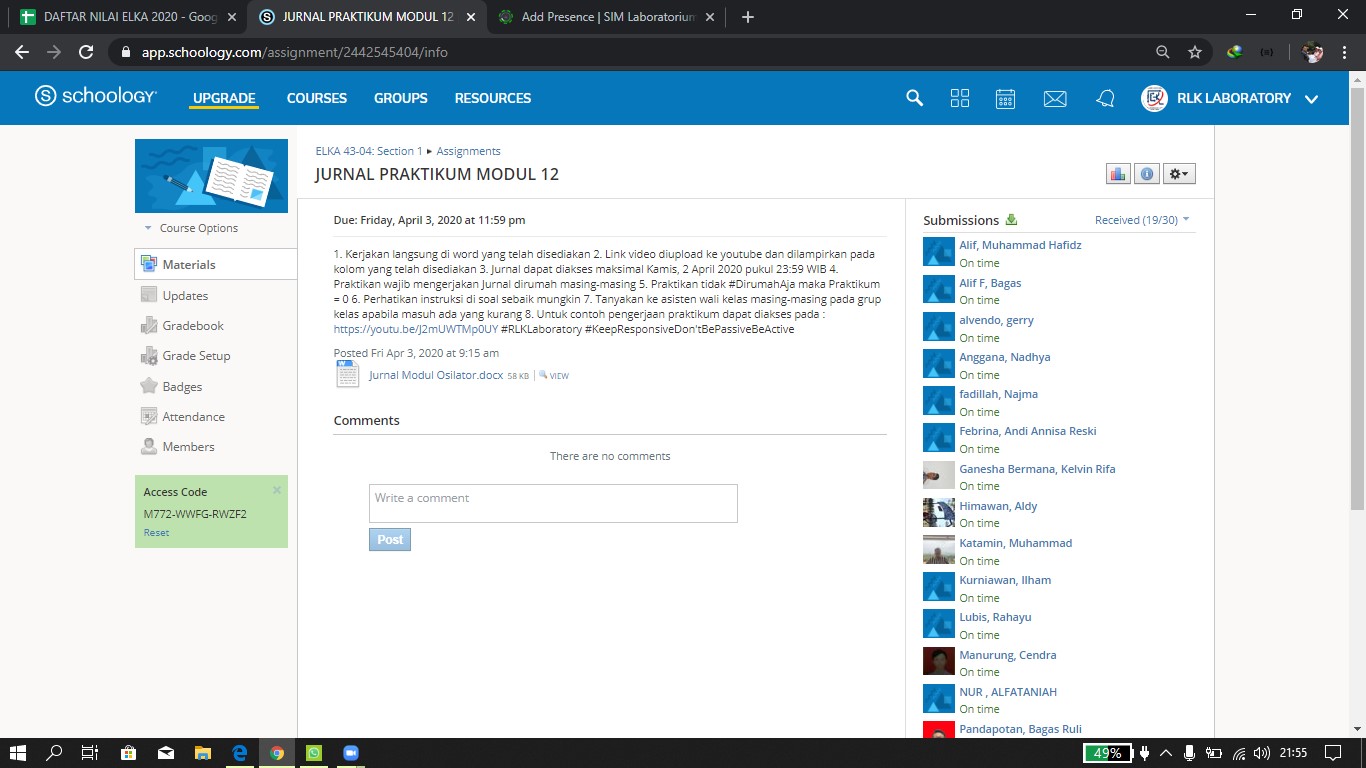 DAFTAR NILAI ELKA 2020 - Goog
JURNAL PRAKTIKUM MODUL 12
Add Presence | SIM Laboratorium
app.schoology.com/assignment/2442545404/info
schoology
UPGRADE
COURSES
GROUPS
RESOURCES
RLK LABORATORY
Course Options
Materials
Updates
Gradebook
Grade Setup
Badges
Attendance
Members
Access Code
M772-WWFG-RWZF2
Reset
ELKA 43-04: Section 1 ▸ Assignments
JURNAL PRAKTIKUM MODUL 12
Due: Friday, April 3, 2020 at 11:59 pm
1. Kerjakan langsung di word yang telah disediakan 2. Link video diupload ke youtube dan dilampirkan pada
kolom yang telah disediakan 3. Jurnal dapat diakses maksimal Kamis, 2 April 2020 pukul 23:59 WIB 4.
Praktikan wajib mengerjakan Jurnal dirumah masing-masing 5. Praktikan tidak #DirumahAja maka Praktikum
= 0 6. Perhatikan instruksi di soal sebaik mungkin 7. Tanyakan ke asisten wali kelas masing-masing pada grup
kelas apabila masuh ada yang kurang 8. Untuk contoh pengerjaan praktikum dapat diakses pada :
https://youtu.be/J2mUWTMp0UY #RLKLaboratory #KeepResponsiveDon'tBePassiveBeActive
Posted Fri Apr 3, 2020 at 9:15 am
Jurnal Modul Osilator.docx 58 KB | VIEW
Comments
There are no comments
Write a comment
Post
Submissions
Received (19/30)
Alif, Muhammad Hafidz
On time
Alif F, Bagas
On time
alvendo, gerry
On time
Anggana, Nadhya
On time
fadillah, Najma
On time
Febrina, Andi Annisa Reski
On time
Ganesha Bermana, Kelvin Rifa
On time
Himawan, Aldy
On time
Katamin, Muhammad
On time
Kurniawan, Ilham
On time
Lubis, Rahayu
On time
Manurung, Cendra
On time
NUR , ALFATANIAH
On time
Pandapotan, Bagas Ruli
49%
21:55